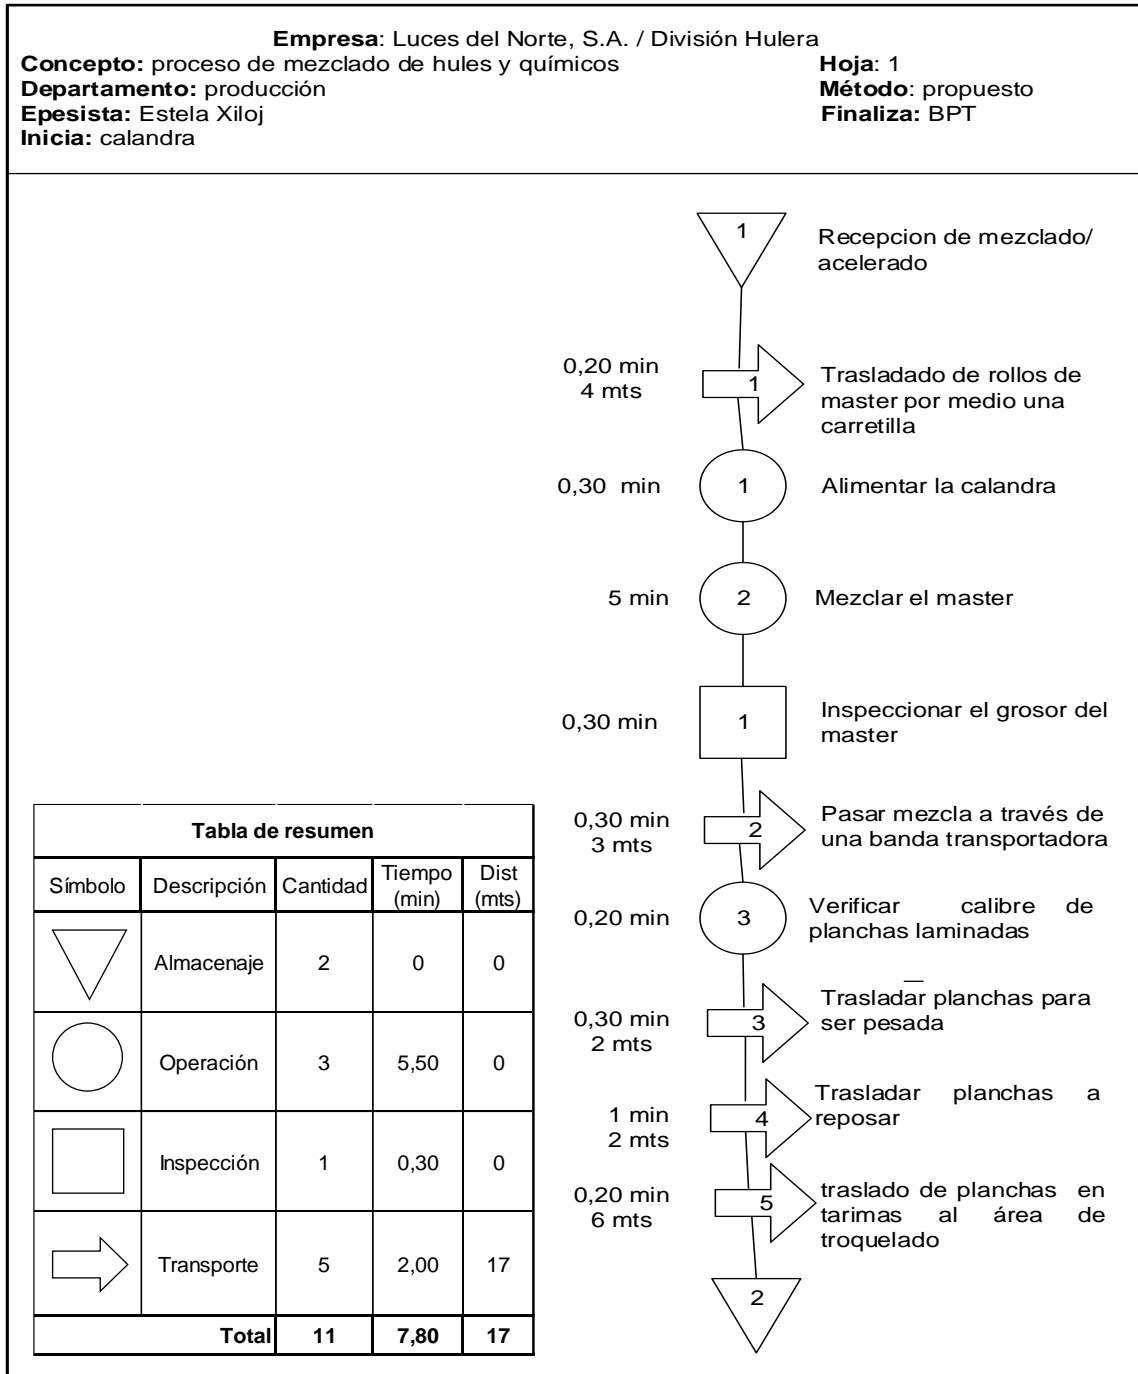 Empresa: Luces del Norte, S.A. / División Hulera
Concepto: proceso de mezclado de hules y químicos
Hoja: 1
Departamento: producción
Método: propuesto
Epesista: Estela Xiloj
Finaliza: BPT
Inicia: calandra
1
Recepcion de mezclado/
acelerado
0,20 min
4 mts
1
Trasladado de rollos de
master por medio una
carretilla
0,30 min
1
Alimentar la calandra
5 min
2
Mezclar el master
0,30 min
1
Inspeccionar el grosor del
master
0,30 min
3 mts
2
Pasar mezcla a través de
una banda transportadora
0,20 min
3
Verificar calibre de
planchas laminadas
0,30 min
2 mts
3
Trasladar planchas para
ser pesada
1 min
2 mts
4
Trasladar planchas a
reposar
0,20 min
6 mts
5
traslado de planchas en
tarimas al área de
troquelado
2
Tabla de resumen
Símbolo Descripción Cantidad Tiempo (min) Dist (mts)
Almacenaje 2 0 0
Operación 3 5,50 0
Inspección 1 0,30 0
Transporte 5 2,00 17
Total 11 7,80 17